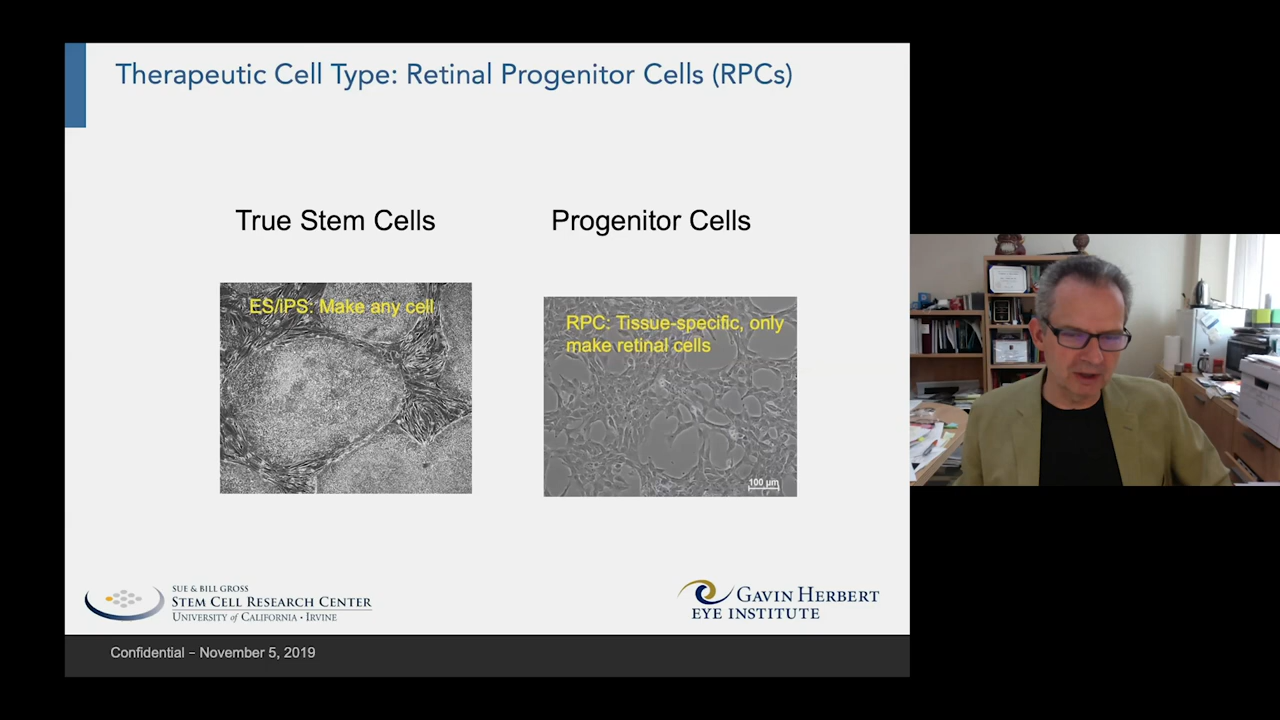 Therapeutic Cell Type: Retinal Progenitor Cells (RPCs)
True Stem Cells
Progenitor Cells
ES/iPS: Make any cell
RPC: Tissue-specific, only
make retinal cells
100 µm
SUE & BILL GROSS
STEM CELL RESEARCH CENTER
UNIVERSITY of CALIFORNIA • IRVINE
GAVIN HERBERT
EYE INSTITUTE
Confidential – November 5, 2019